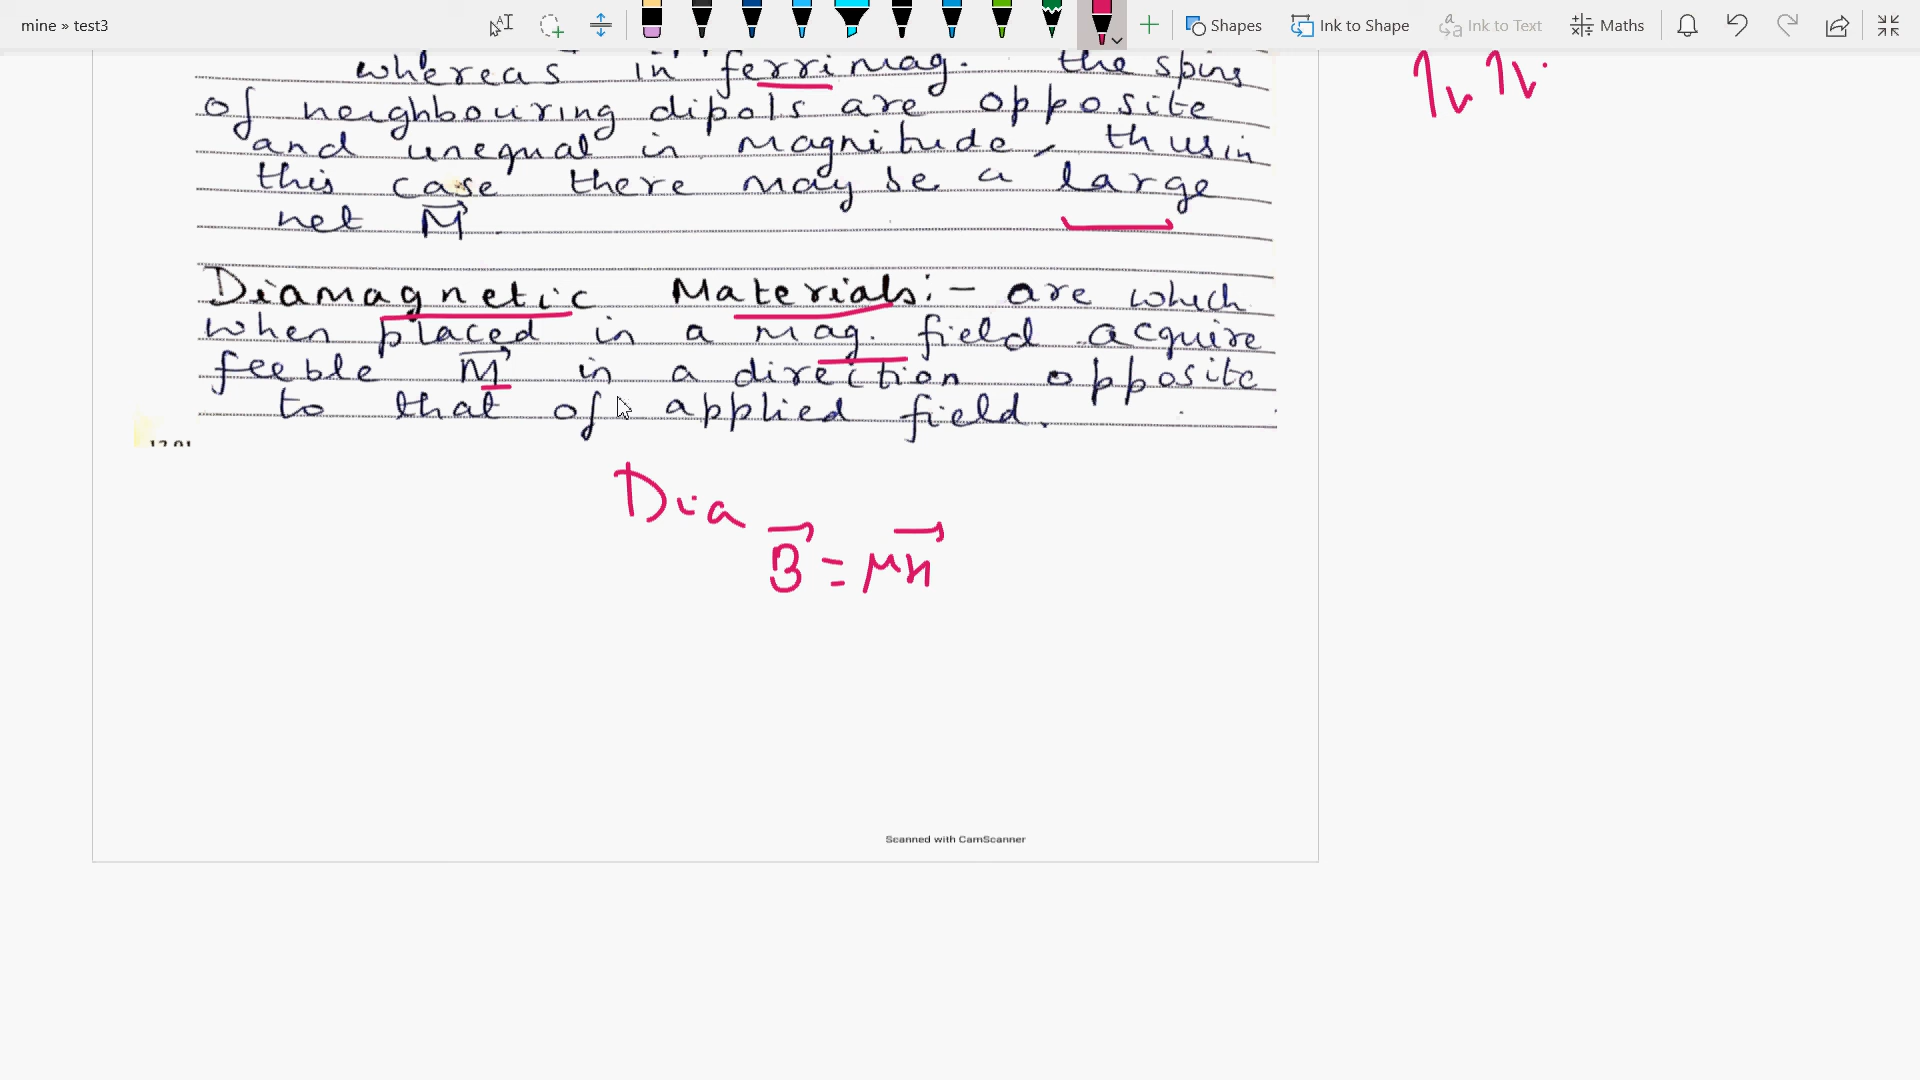 mine » test3
Shapes
Ink to Shape
Ink to Text
Maths
whereas in ferrimag. the spins
of neighbouring dipols are opposite
and unequal in magnitude, thus in
this case there may be a large
net M
Diamagnetic Materials:- are which
when placed in a mag. field acquire
feeble M in a direction opposite
to that of applied field.
Dia
B = μH
Scanned with CamScanner